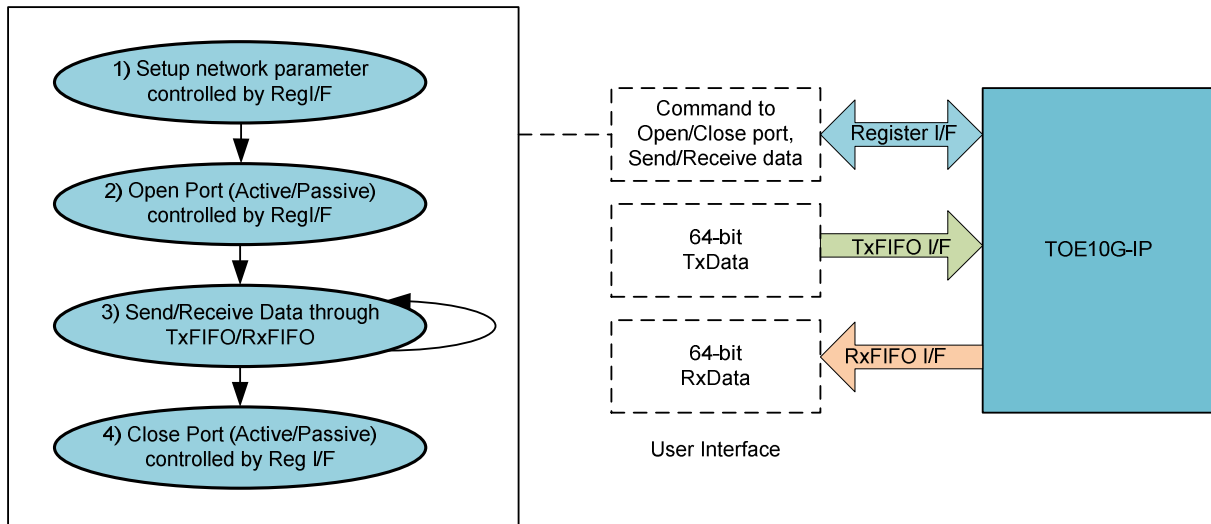 1) Setup network parameter
controlled by RegI/F
2) Open Port (Active/Passive)
controlled by RegI/F
3) Send/Receive Data through
TxFIFO/RxFIFO
4) Close Port (Active/Passive)
controlled by Reg I/F
Command to
Open/Close port,
Send/Receive data
Register I/F
64-bit
TxData
TxFIFO I/F
64-bit
RxData
RxFIFO I/F
User Interface
TOE10G-IP